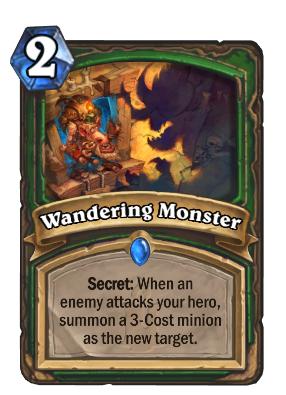 2
Wandering Monster
Secret: When an
enemy attacks your hero,
summon a 3-Cost minion
as the new target.